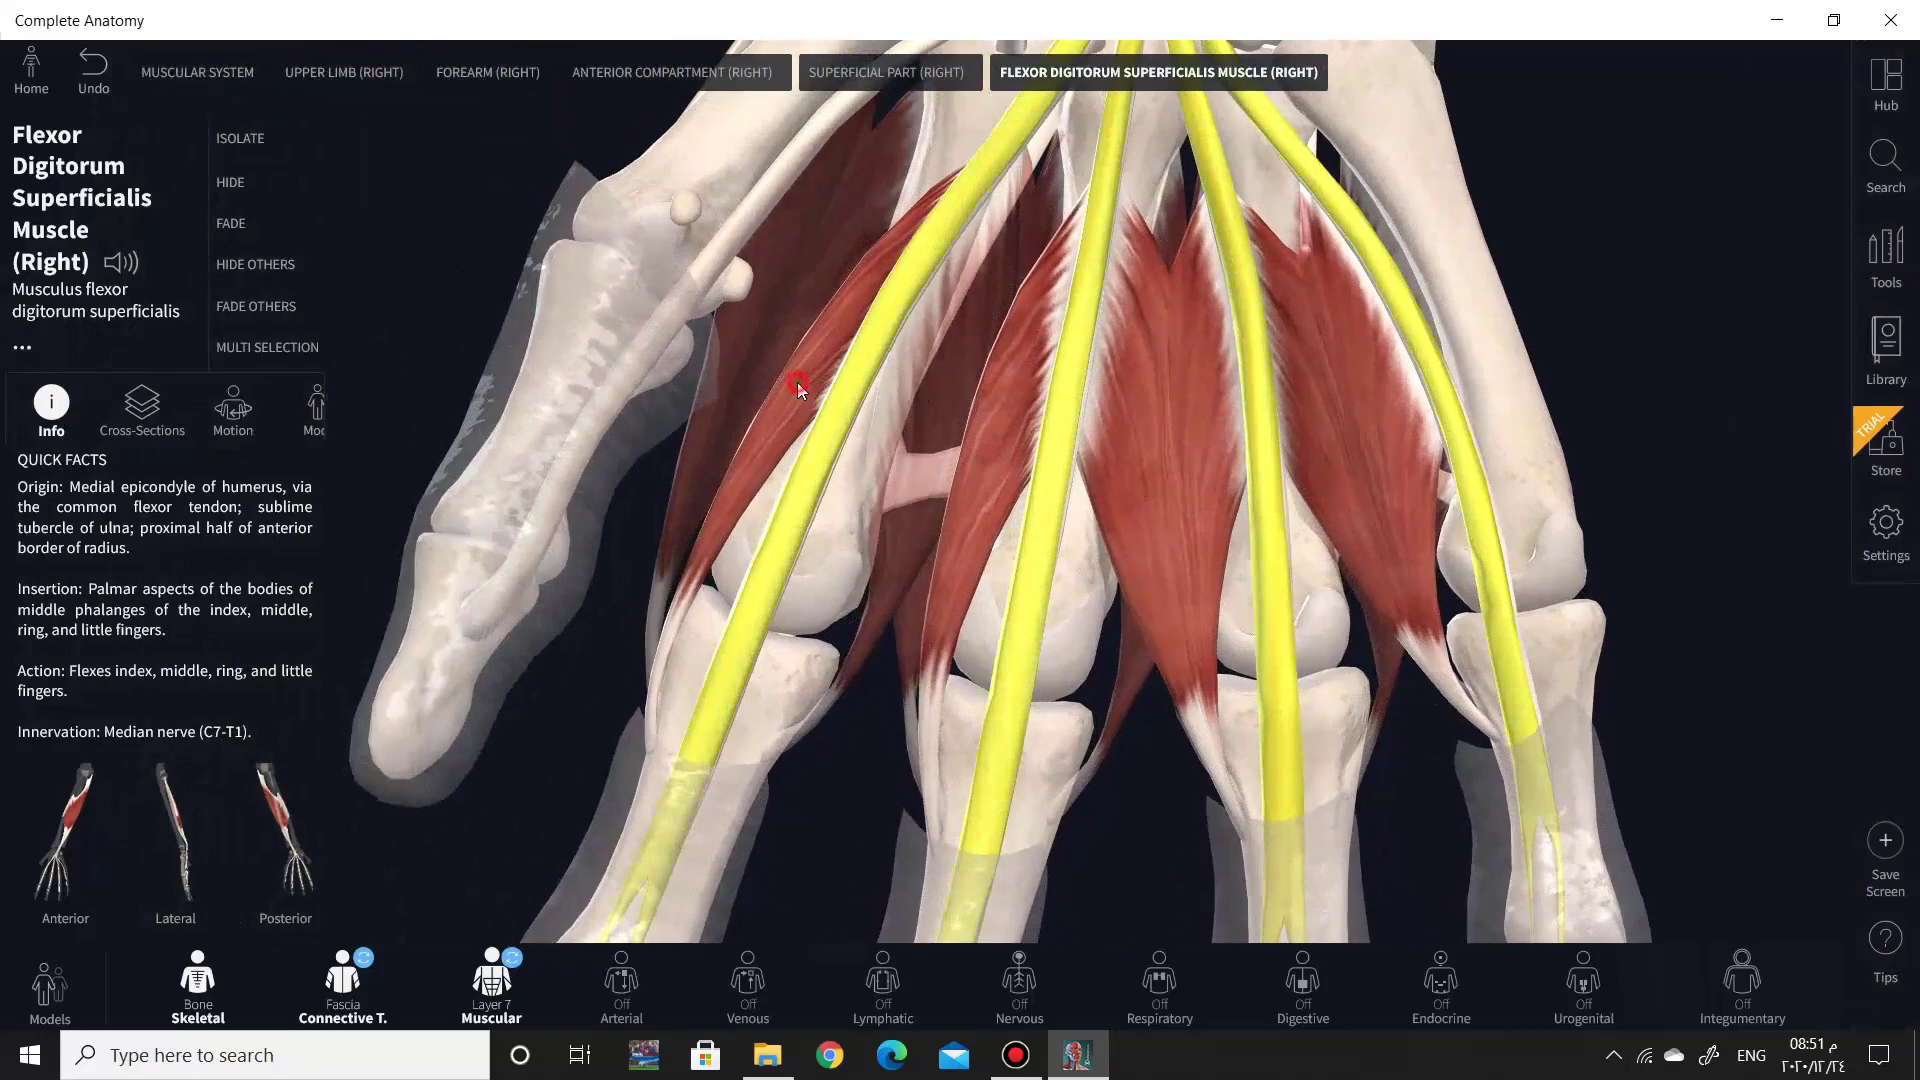 Complete Anatomy
Home
Undo
MUSCULAR SYSTEM
UPPER LIMB (RIGHT)
FOREARM (RIGHT)
ANTERIOR COMPARTMENT (RIGHT)
SUPERFICIAL PART (RIGHT)
FLEXOR DIGITORUM SUPERFICIALIS MUSCLE (RIGHT)
Flexor
Digitorum
Superficialis
Muscle
(Right)
Musculus flexor
digitorum superficialis
...
ISOLATE
HIDE
FADE
HIDE OTHERS
FADE OTHERS
MULTI SELECTION
i
Info
Cross-Sections
Motion
Moc
QUICK FACTS
Origin: Medial epicondyle of humerus, via
the common flexor tendon; sublime
tubercle of ulna; proximal half of anterior
border of radius.
Insertion: Palmar aspects of the bodies of
middle phalanges of the index, middle,
ring, and little fingers.
Action: Flexes index, middle, ring, and little
fingers.
Innervation: Median nerve (C7-T1).
Anterior
Lateral
Posterior
Hub
Search
Tools
Library
TRIAL
Store
Settings
Save
Screen
Tips
Models
Bone
Skeletal
Fascia
Connective T.
Layer 7
Muscular
Off
Arterial
Off
Venous
Off
Lymphatic
Off
Nervous
Off
Respiratory
Off
Digestive
Off
Endocrine
Off
Urogenital
Off
Integumentary
Type here to search
ENG
08:51 م
٢٠٢٠/١٢/٢٤